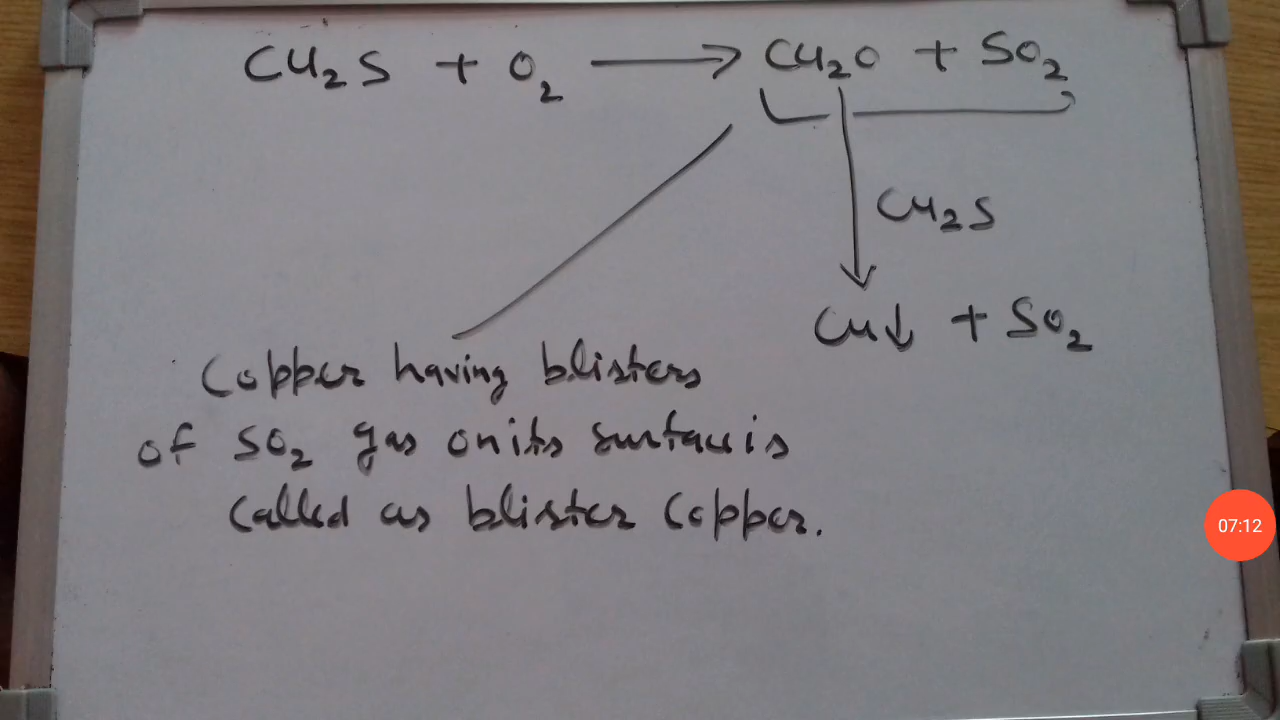 Cu₂S + O₂ ⟶ Cu₂O + SO₂
Cu₂S
Cu↓ + SO₂
Copper having blisters
of SO₂ gas on its surface is
called as blister copper.
07:12